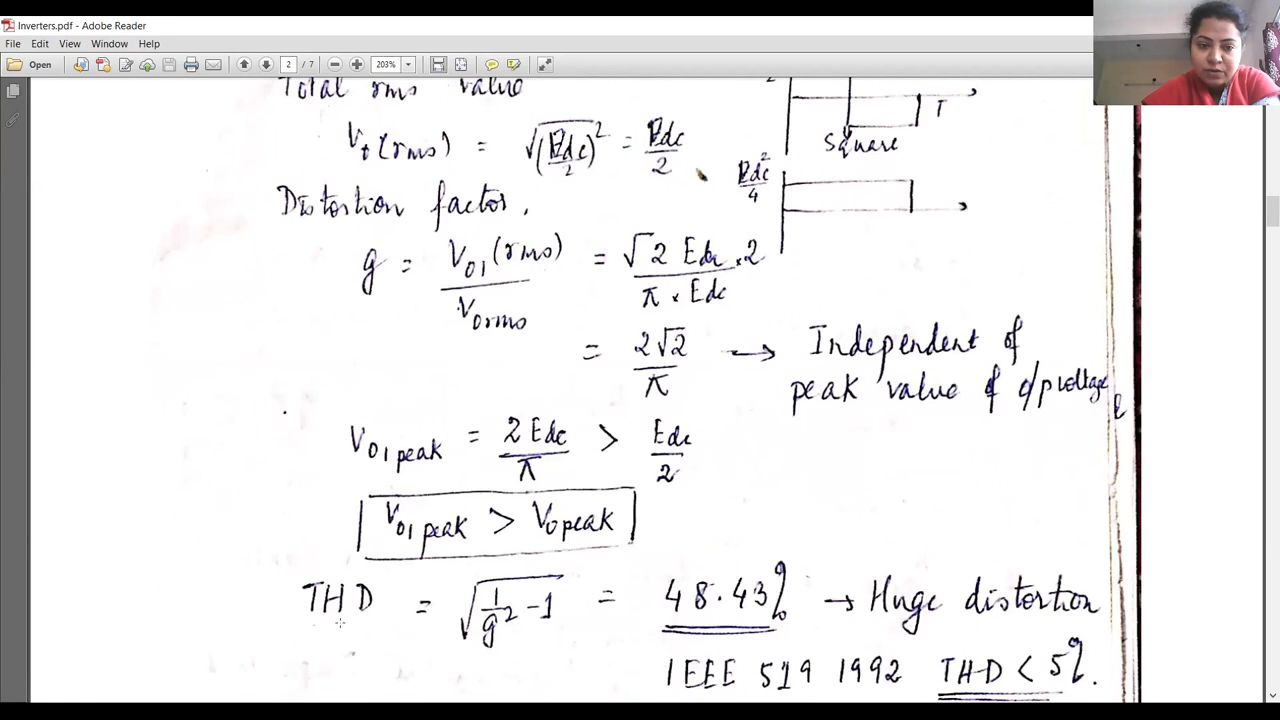 Inverters.pdf - Adobe Reader
File Edit View Window Help
Open 2 / 7 203%
Total rms value
Vt(rms) = √(Edc/2)² = Edc/2
T
Square
Edc²/4
Distortion factor,
g = V01(rms)/V0rms = √2 Edc × 2 / π × Edc
= 2√2/π → Independent of
peak value of o/p voltage
V01peak = 2Edc/π > Edc/2
V01peak > V0peak
THD = √(1/g² - 1) = 48.43% → Huge distortion
IEEE 519 1992 THD < 5%.